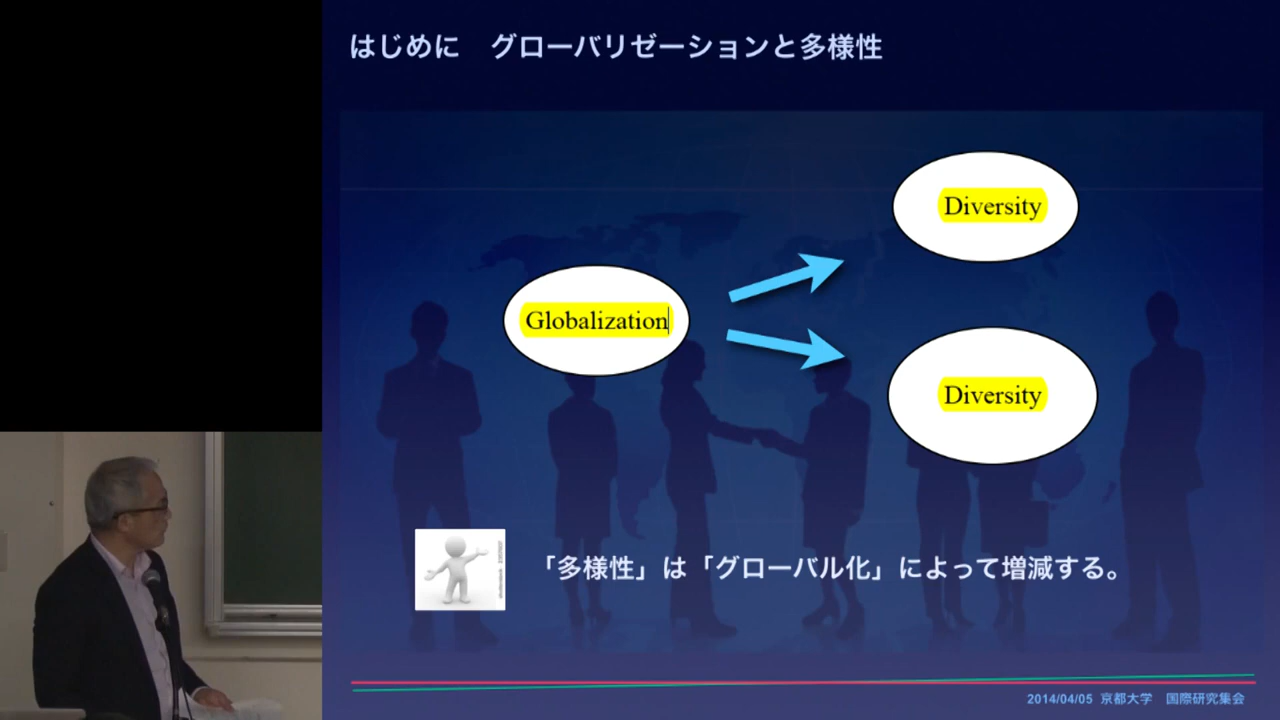 はじめに　グローバリゼーションと多様性
Diversity
Globalization
Diversity
「多様性」は「グローバル化」によって増減する。
2014/04/05 京都大学　国際研究集会